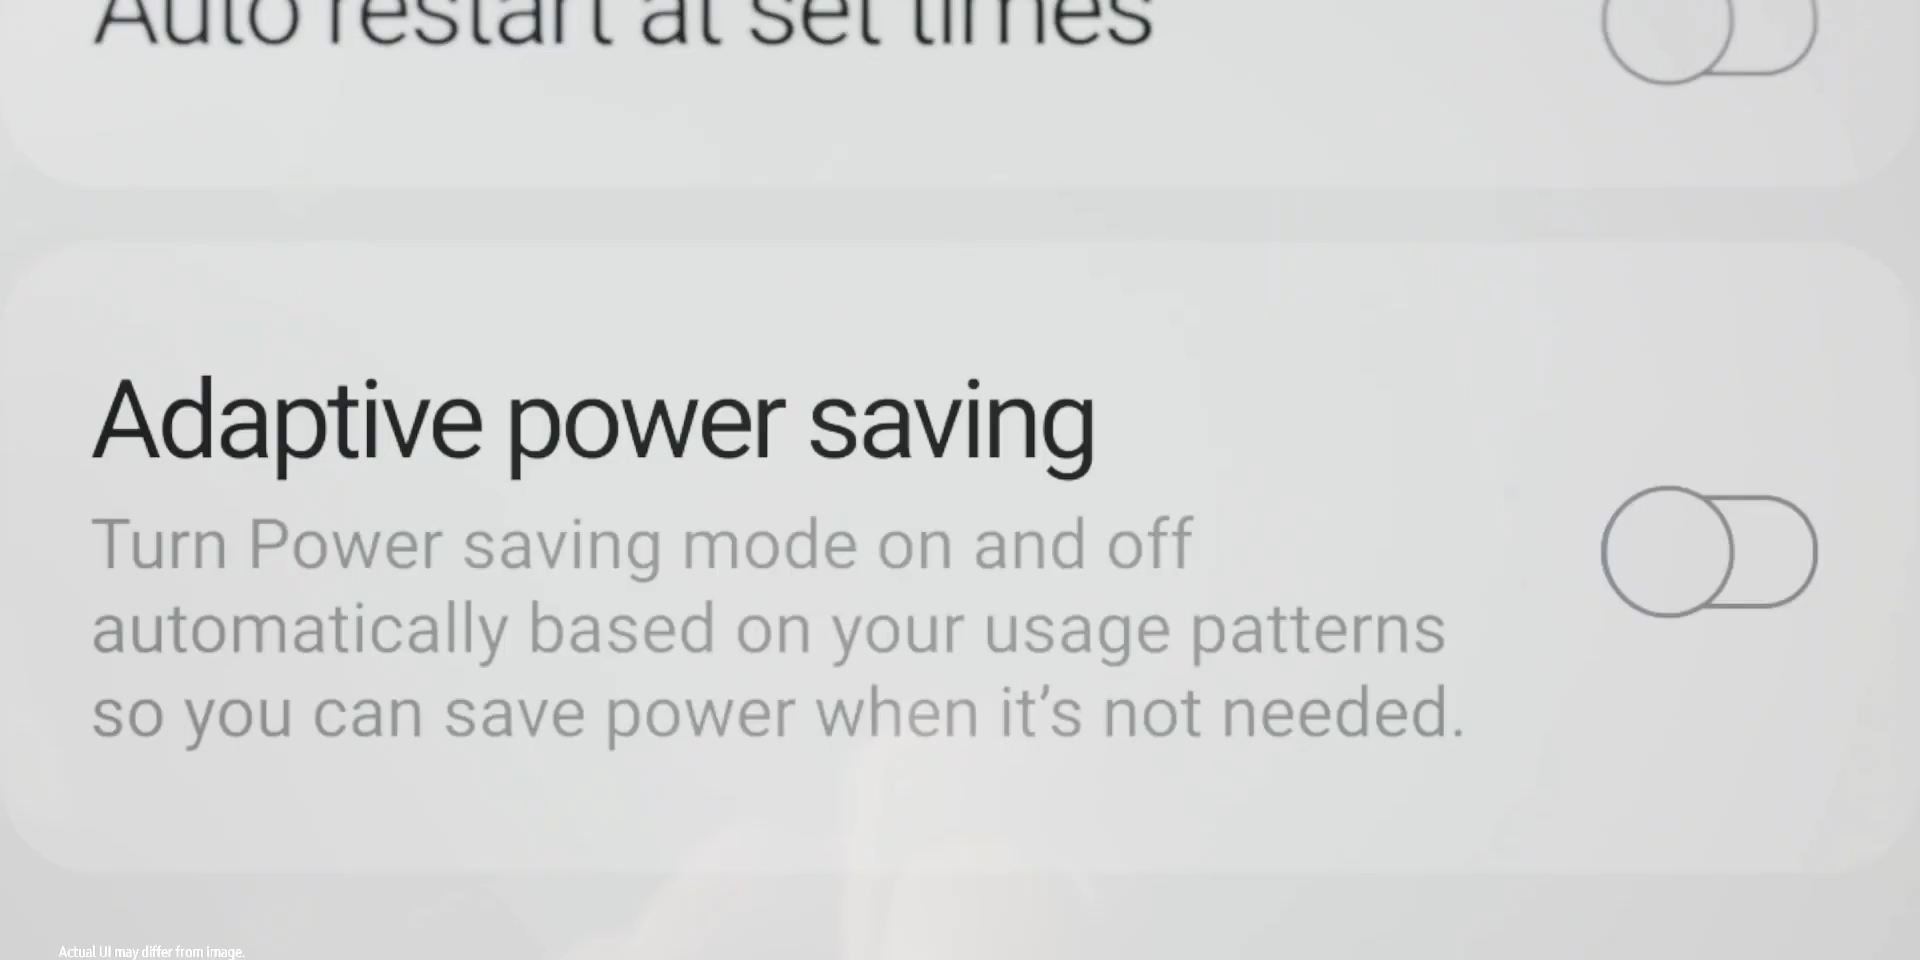 Auto restart at set times
Adaptive power saving
Turn Power saving mode on and off
automatically based on your usage patterns
so you can save power when it’s not needed.
Actual UI may differ from image.